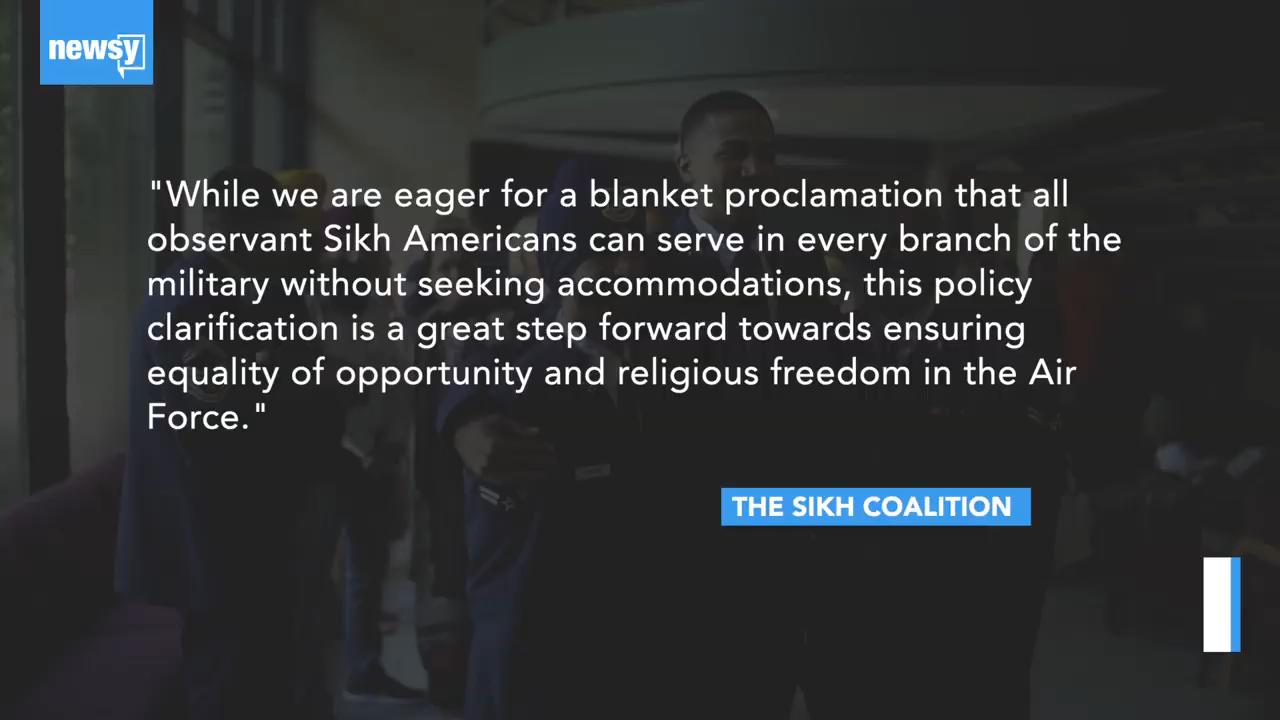 newsy
"While we are eager for a blanket proclamation that all
observant Sikh Americans can serve in every branch of the
military without seeking accommodations, this policy
clarification is a great step forward towards ensuring
equality of opportunity and religious freedom in the Air
Force."
THE SIKH COALITION